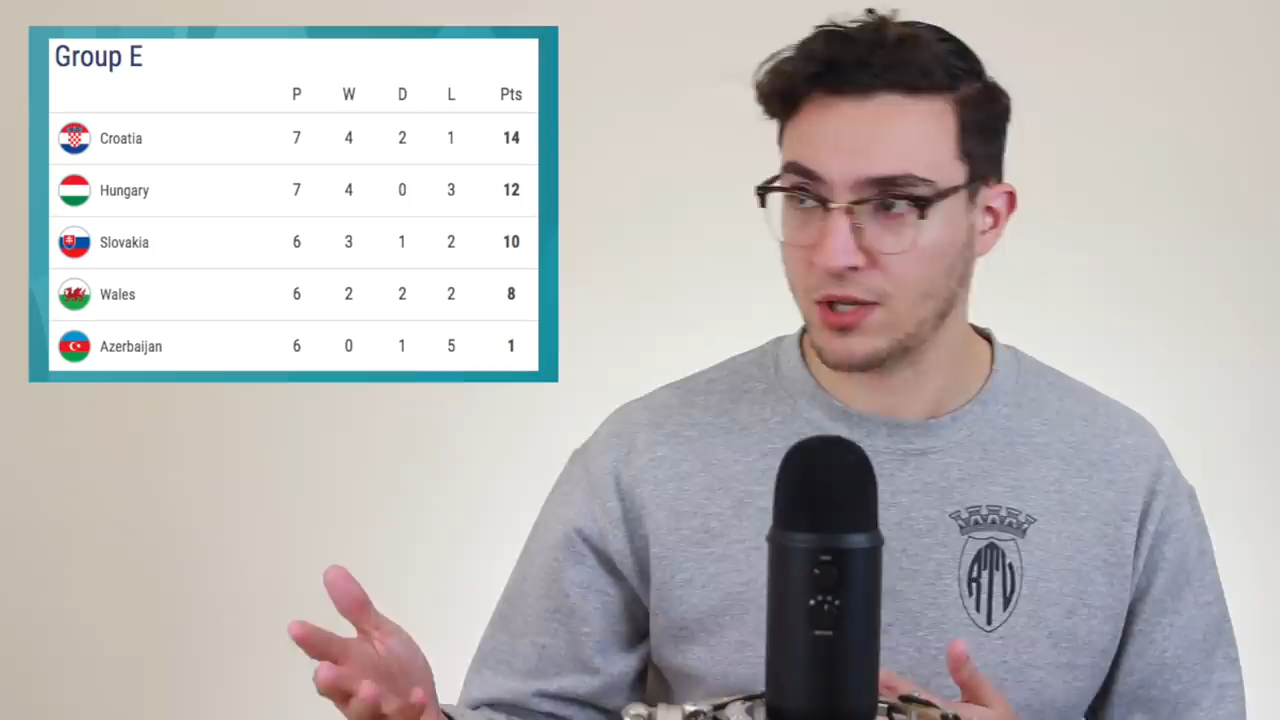 Group E
P W D L Pts
Croatia 7 4 2 1 14
Hungary 7 4 0 3 12
Slovakia 6 3 1 2 10
Wales 6 2 2 2 8
Azerbaijan 6 0 1 5 1
RTU